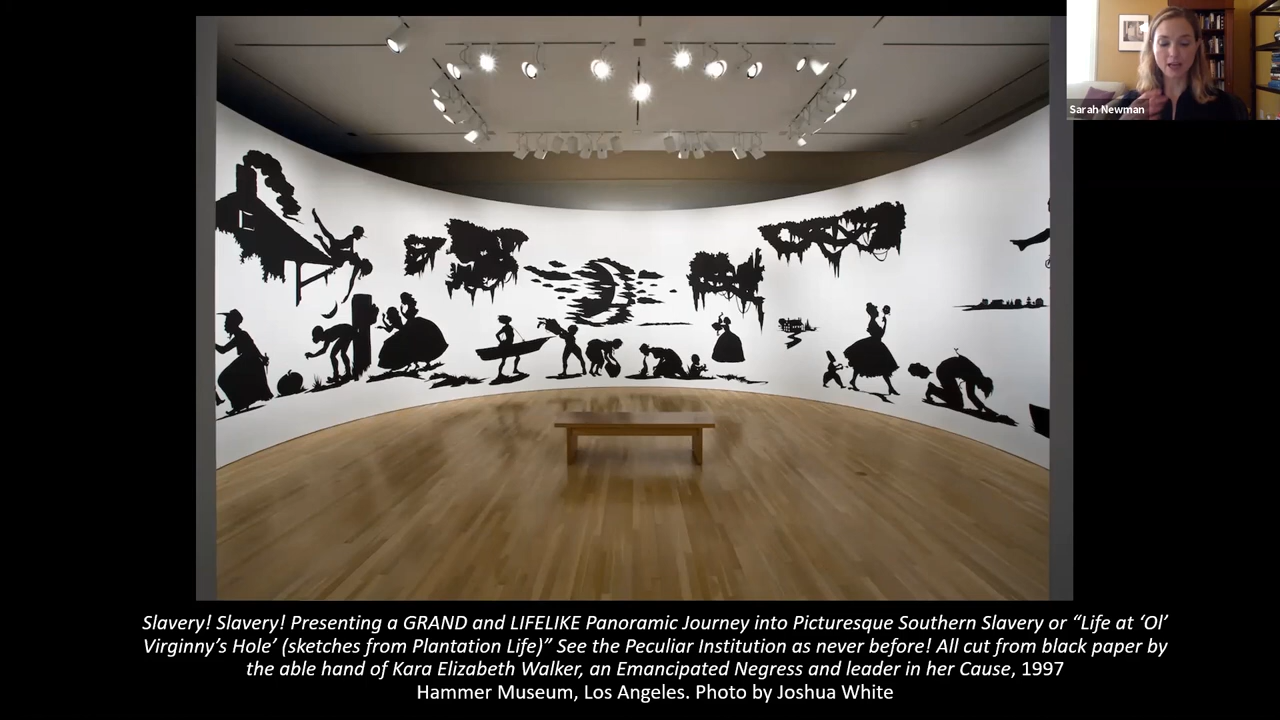 Sarah Newman
Slavery! Slavery! Presenting a GRAND and LIFELIKE Panoramic Journey into Picturesque Southern Slavery or “Life at ‘Ol’
Virginny’s Hole’ (sketches from Plantation Life)” See the Peculiar Institution as never before! All cut from black paper by
the able hand of Kara Elizabeth Walker, an Emancipated Negress and leader in her Cause, 1997
Hammer Museum, Los Angeles. Photo by Joshua White